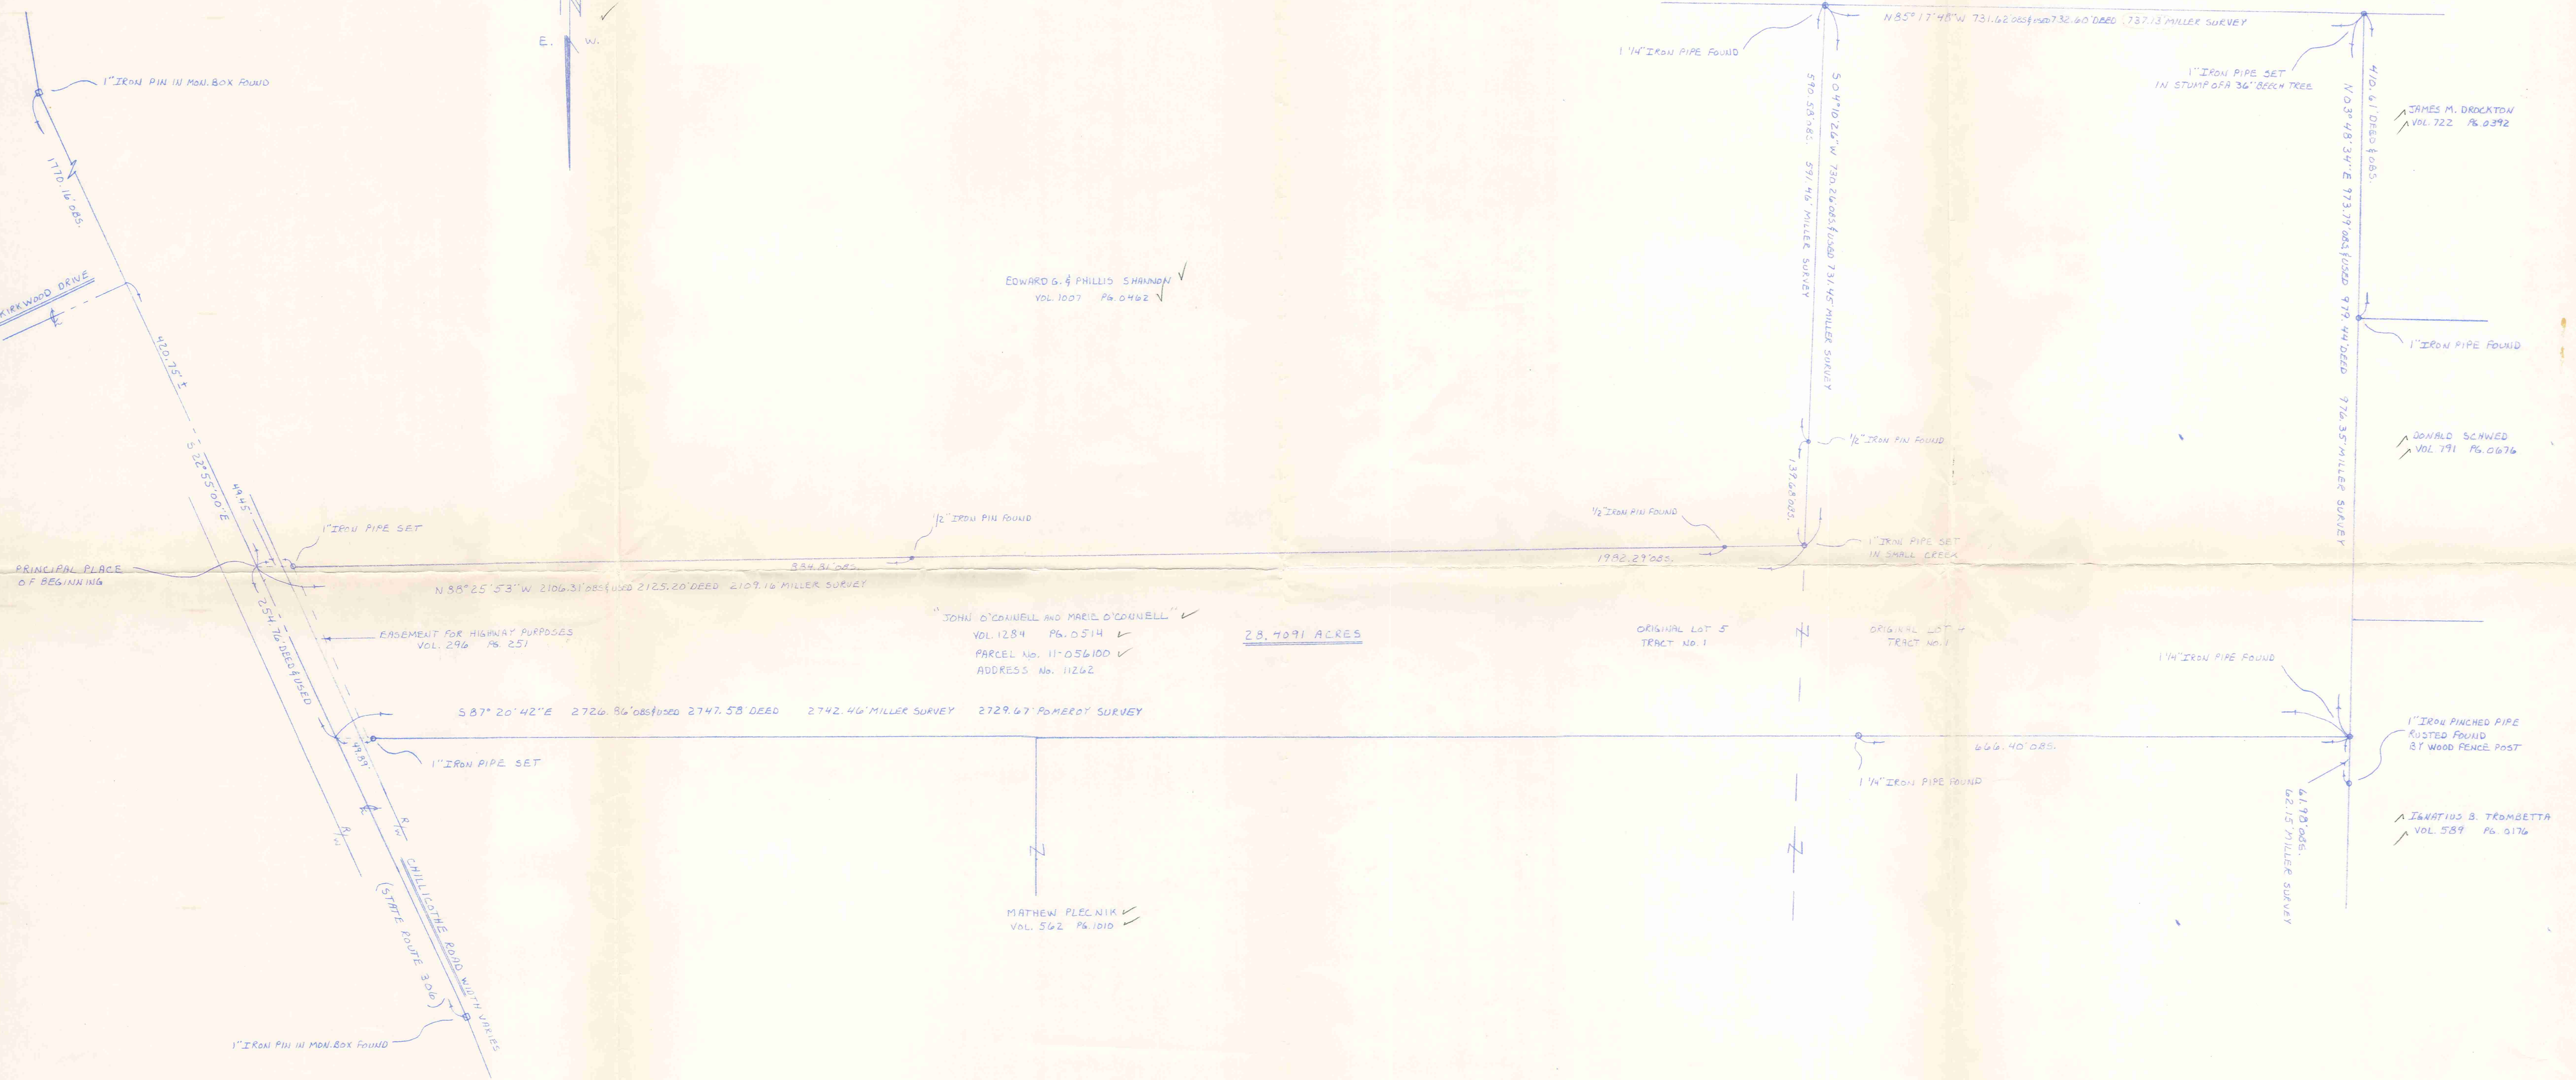 N
E. W.
1" IRON PIN IN MON. BOX FOUND
1170.16' OBS.
KIRKWOOD DRIVE
420.75' ±
S 22° 55' 00" E
49.45'
1" IRON PIPE SET
PRINCIPAL PLACE
OF BEGINNING
254.76' DEED & USED
EASEMENT FOR HIGHWAY PURPOSES
VOL. 296 PG. 251
49.89'
1" IRON PIPE SET
R/W
R/W
CHILLICOTHE ROAD WIDTH VARIES
(STATE ROUTE 306)
1" IRON PIN IN MON. BOX FOUND
EDWARD G. & PHILLIS SHANNON
VOL. 1007 PG. 0462
1/2" IRON PIN FOUND
1/2" IRON PIN FOUND
1982.29' OBS.
N 88° 25' 53" W 2106.31' OBS & USED 2125.20' DEED 2109.16' MILLER SURVEY
"JOHN O'CONNELL AND MARIE O'CONNELL"
VOL. 1284 PG. 0514
PARCEL No. 11-056100
ADDRESS No. 11262
28.4091 ACRES
ORIGINAL LOT 5
TRACT NO. 1
ORIGINAL LOT 4
TRACT NO. 1
S 87° 20' 42" E 2726.86' OBS & USED 2747.58' DEED 2742.46' MILLER SURVEY 2729.67' POMEROY SURVEY
666.40' OBS.
1 1/4" IRON PIPE FOUND
MATHEW PLECNIK
VOL. 562 PG. 1010
N 85° 17' 48" W 731.62' OBS & USED 732.60' DEED 737.13' MILLER SURVEY
1 1/4" IRON PIPE FOUND
590.58' OBS. 591.46' MILLER SURVEY
S 04° 10' 26" W 730.26' OBS. & USED 731.45' MILLER SURVEY
1/2" IRON PIN FOUND
139.68' OBS.
1" IRON PIPE SET
IN SMALL CREEK
1" IRON PIPE SET
IN STUMP OF A 36" BEECH TREE
410.61' DEED & OBS.
N 03° 48' 34" E 973.79' OBS & USED 979.44' DEED 976.35' MILLER SURVEY
JAMES M. DROCKTON
VOL. 722 PG. 0392
1" IRON PIPE FOUND
DONALD SCHWED
VOL. 791 PG. 0676
1 1/4" IRON PIPE FOUND
1" IRON PINCHED PIPE
RUSTED FOUND
BY WOOD FENCE POST
61.98' OBS.
62.15' MILLER SURVEY
IGNATIUS B. TROMBETTA
VOL. 589 PG. 0176